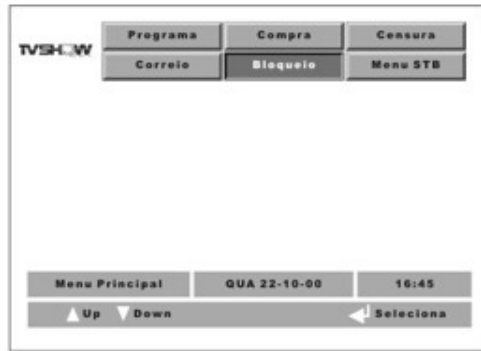 TVSHOW
Programa Compra Censura
Correio Bloqueio Menu STB
Menu Principal QUA 22-10-00 16:45
Up Down Seleciona